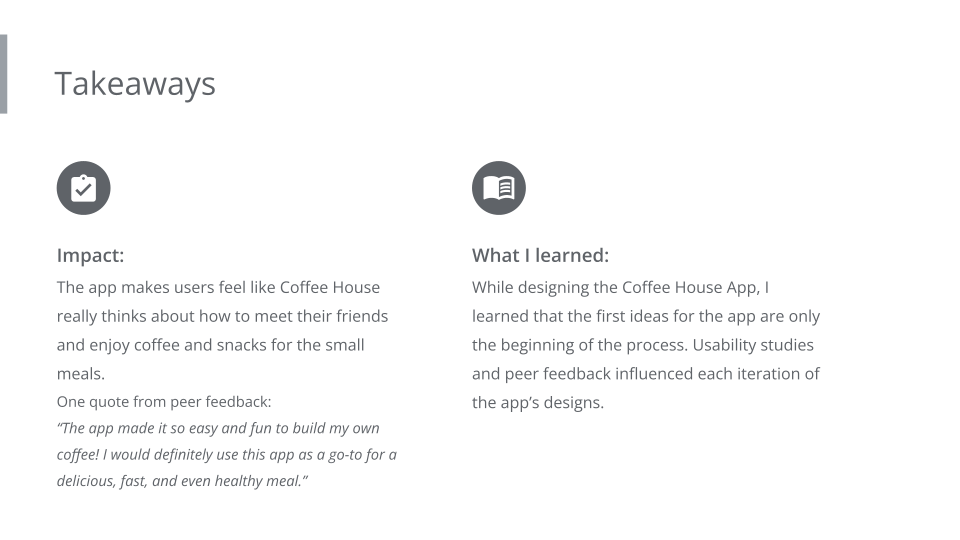 Takeaways
Impact:
The app makes users feel like Coffee House
really thinks about how to meet their friends
and enjoy coffee and snacks for the small
meals.
One quote from peer feedback:
“The app made it so easy and fun to build my own
coffee! I would definitely use this app as a go-to for a
delicious, fast, and even healthy meal.”
What I learned:
While designing the Coffee House App, I
learned that the first ideas for the app are only
the beginning of the process. Usability studies
and peer feedback influenced each iteration of
the app’s designs.